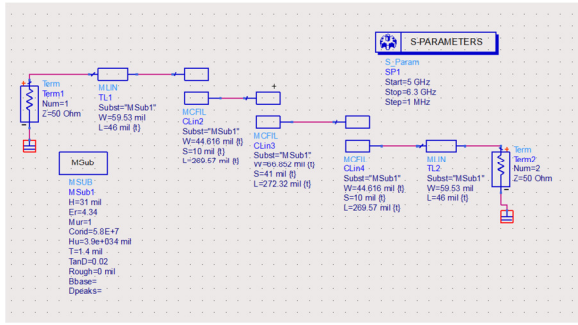 S-PARAMETERS
S_Param
SP1
Start=5 GHz
Stop=6.3 GHz
Step=1 MHz
+
Term
Term1
Num=1
Z=50 Ohm
-
MLIN
TL1
Subst="MSub1"
W=59.53 mil
L=46 mil {t}
MCFIL
CLin2
Subst="MSub1"
W=44.616 mil {t}
S=10 mil {t}
L=269.57 mil {t}
+
MCFIL
CLin3
Subst="MSub1"
W=66.852 mil {t}
S=41 mil {t}
L=272.32 mil {t}
MCFIL
CLin4
Subst="MSub1"
W=44.616 mil {t}
S=10 mil {t}
L=269.57 mil {t}
MLIN
TL2
Subst="MSub1"
W=59.53 mil
L=46 mil {t}
+
Term
Term2
Num=2
Z=50 Ohm
-
MSub
MSUB
MSub1
H=31 mil
Er=4.34
Mur=1
Cond=5.8E+7
Hu=3.9e+034 mil
T=1.4 mil
TanD=0.02
Rough=0 mil
Bbase=
Dpeaks=